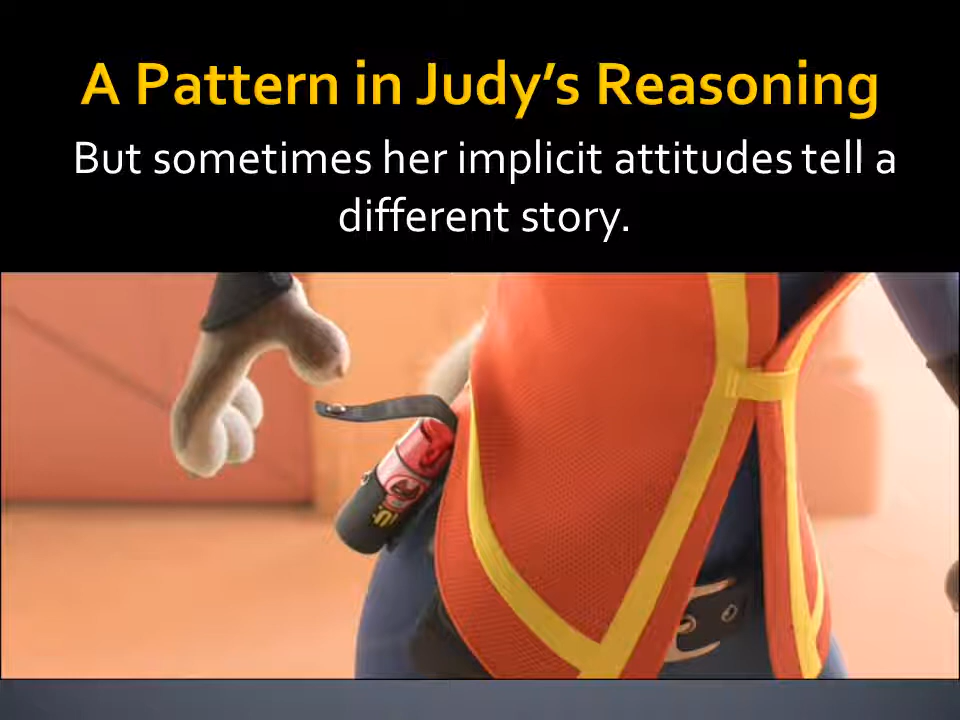 A Pattern in Judy’s Reasoning
But sometimes her implicit attitudes tell a
different story.